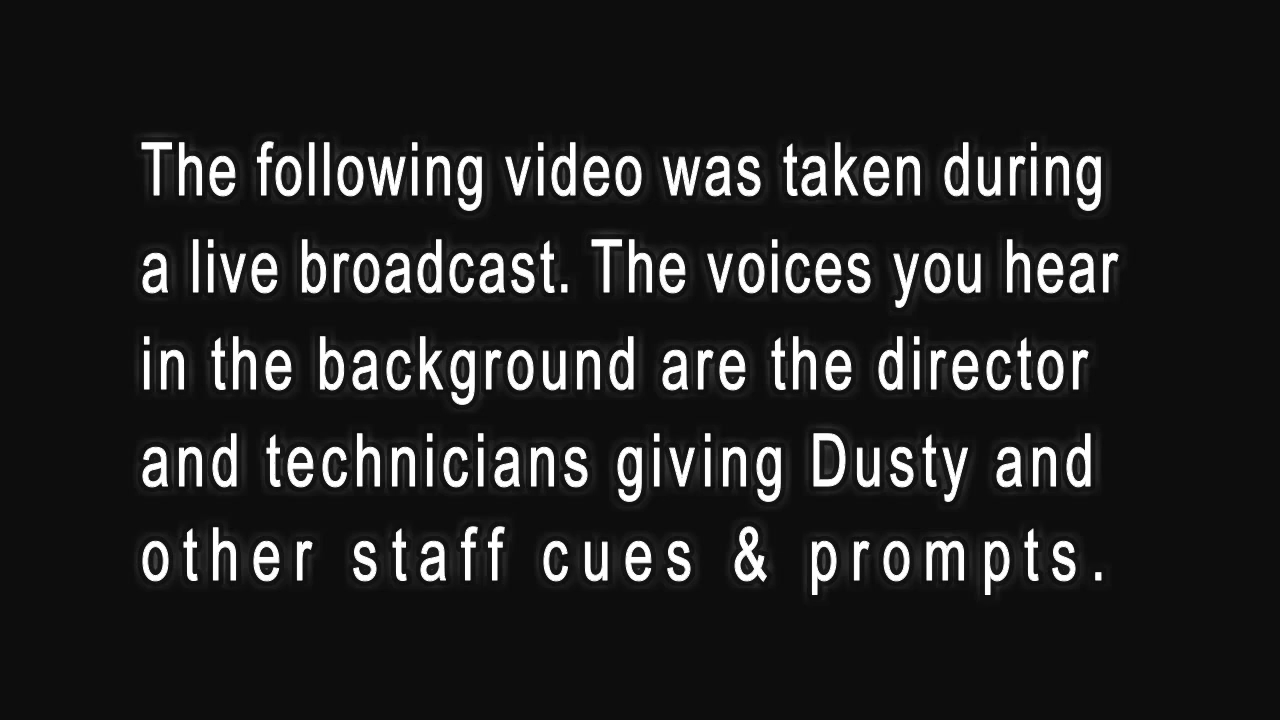 The following video was taken during
a live broadcast. The voices you hear
in the background are the director
and technicians giving Dusty and
other staff cues & prompts.